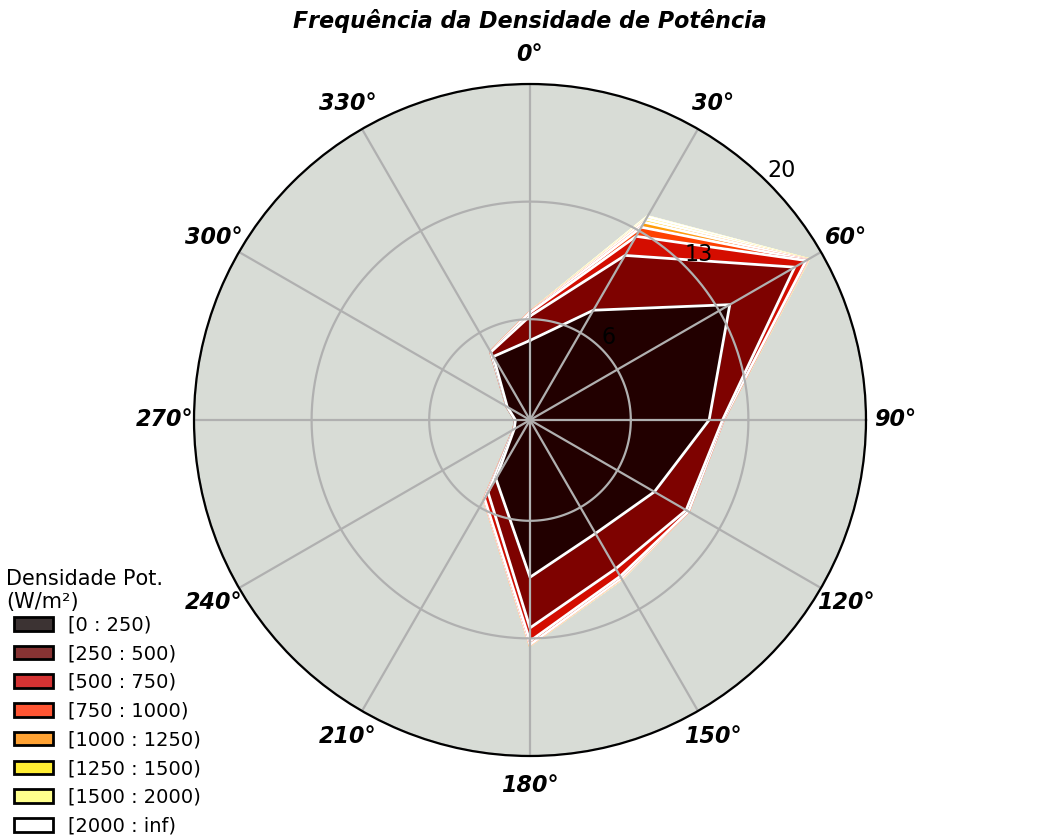 Frequência da Densidade de Potência
0°
330°
30°
20
300°
60°
13
6
270°
90°
240°
120°
210°
150°
180°
Densidade Pot.
(W/m²)
[0 : 250)
[250 : 500)
[500 : 750)
[750 : 1000)
[1000 : 1250)
[1250 : 1500)
[1500 : 2000)
[2000 : inf)